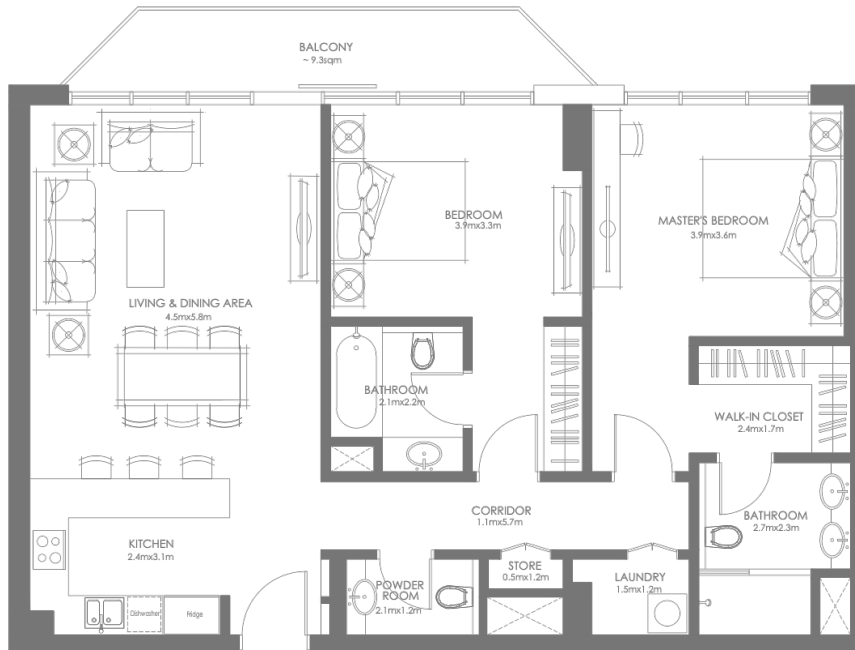 BALCONY
~ 9.3sqm
BEDROOM
3.9mx3.3m
MASTER'S BEDROOM
3.9mx3.6m
LIVING & DINING AREA
4.5mx5.8m
BATHROOM
2.1mx2.2m
WALK-IN CLOSET
2.4mx1.7m
CORRIDOR
1.1mx5.7m
BATHROOM
2.7mx2.3m
KITCHEN
2.4mx3.1m
STORE
0.5mx1.2m
LAUNDRY
1.5mx1.2m
POWDER
ROOM
2.1mx1.2m
Dishwasher
Fridge